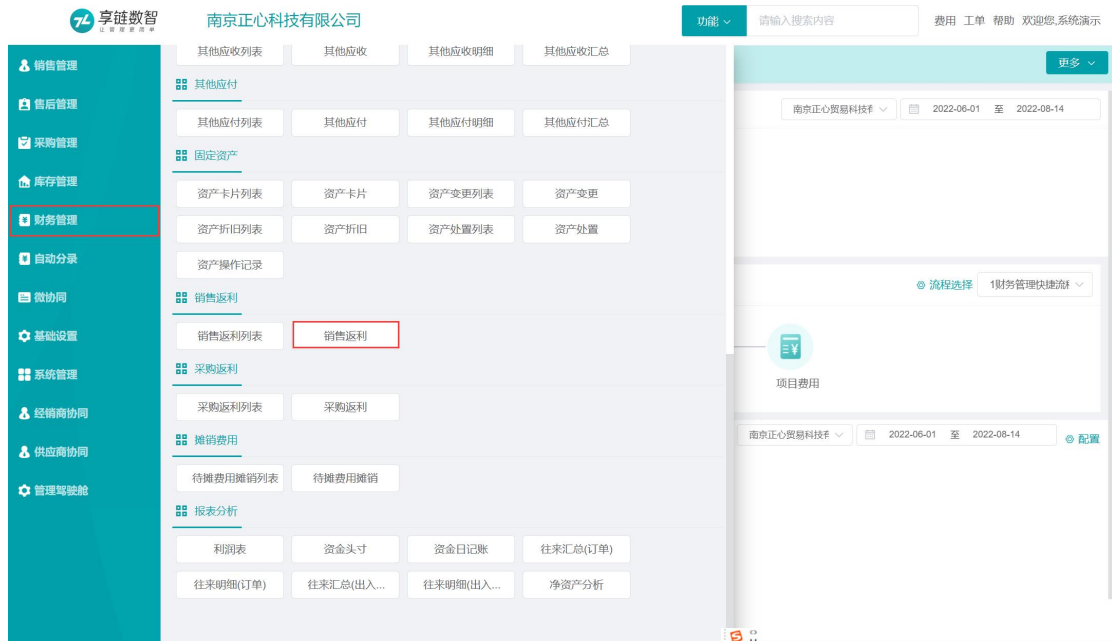 享链数智
让管理更简单
南京正心科技有限公司
功能
请输入搜索内容
费用 工单 帮助 欢迎您,系统演示
销售管理
售后管理
采购管理
库存管理
财务管理
自动分录
微协同
基础设置
系统管理
经销商协同
供应商协同
管理驾驶舱
其他应收列表 其他应收 其他应收明细 其他应收汇总
其他应付
其他应付列表 其他应付 其他应付明细 其他应付汇总
固定资产
资产卡片列表 资产卡片 资产变更列表 资产变更
资产折旧列表 资产折旧 资产处置列表 资产处置
资产操作记录
销售返利
销售返利列表 销售返利
采购返利
采购返利列表 采购返利
摊销费用
待摊费用摊销列表 待摊费用摊销
报表分析
利润表 资金头寸 资金日记账 往来汇总(订单)
往来明细(订单) 往来汇总(出入... 往来明细(出入... 净资产分析
更多
南京正心贸易科技有 2022-06-01 至 2022-08-14
流程选择 1财务管理快捷流程
项目费用
南京正心贸易科技有 2022-06-01 至 2022-08-14 配置